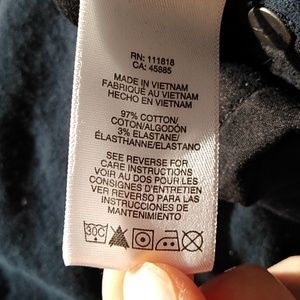 RN: 111818
CA: 45885
MADE IN VIETNAM
FABRIQUÉ AU VIETNAM
HECHO EN VIETNAM
97% COTTON/
COTON/ALGODÓN
3% ELASTANE/
ÉLASTHANNE/ELASTANO
SEE REVERSE FOR
CARE INSTRUCTIONS
VOIR AU DOS POUR LES
CONSIGNES D'ENTRETIEN
VER REVERSO PARA LAS
INSTRUCCIONES DE
MANTENIMIENTO
30C